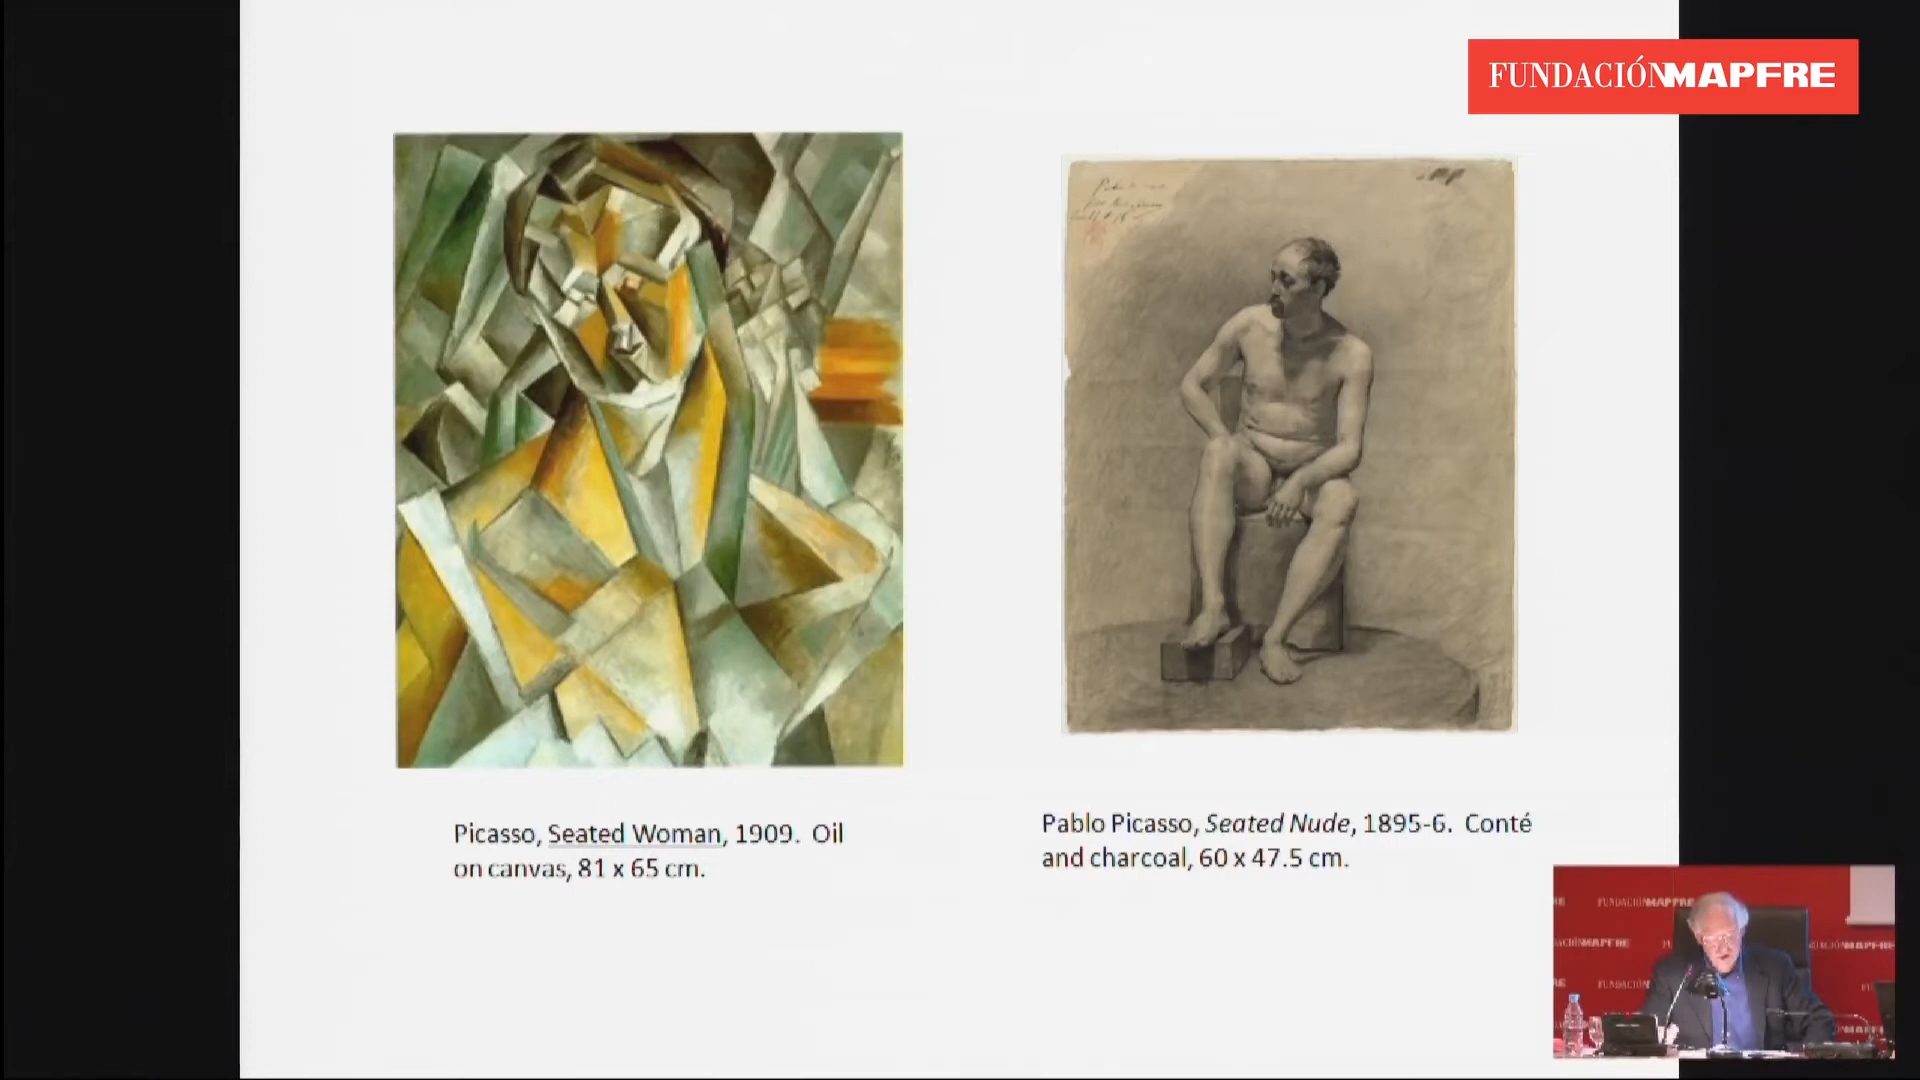 FUNDACIÓNMAPFRE
Picasso, Seated Woman, 1909. Oil
on canvas, 81 x 65 cm.
Pablo Picasso, Seated Nude, 1895-6. Conté
and charcoal, 60 x 47.5 cm.
FUNDACIÓNMAPFRE